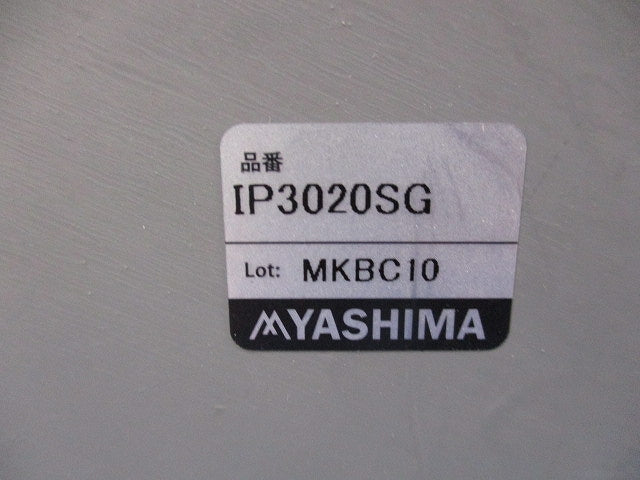 品番
IP3020SG
Lot: MKBC10
YASHIMA